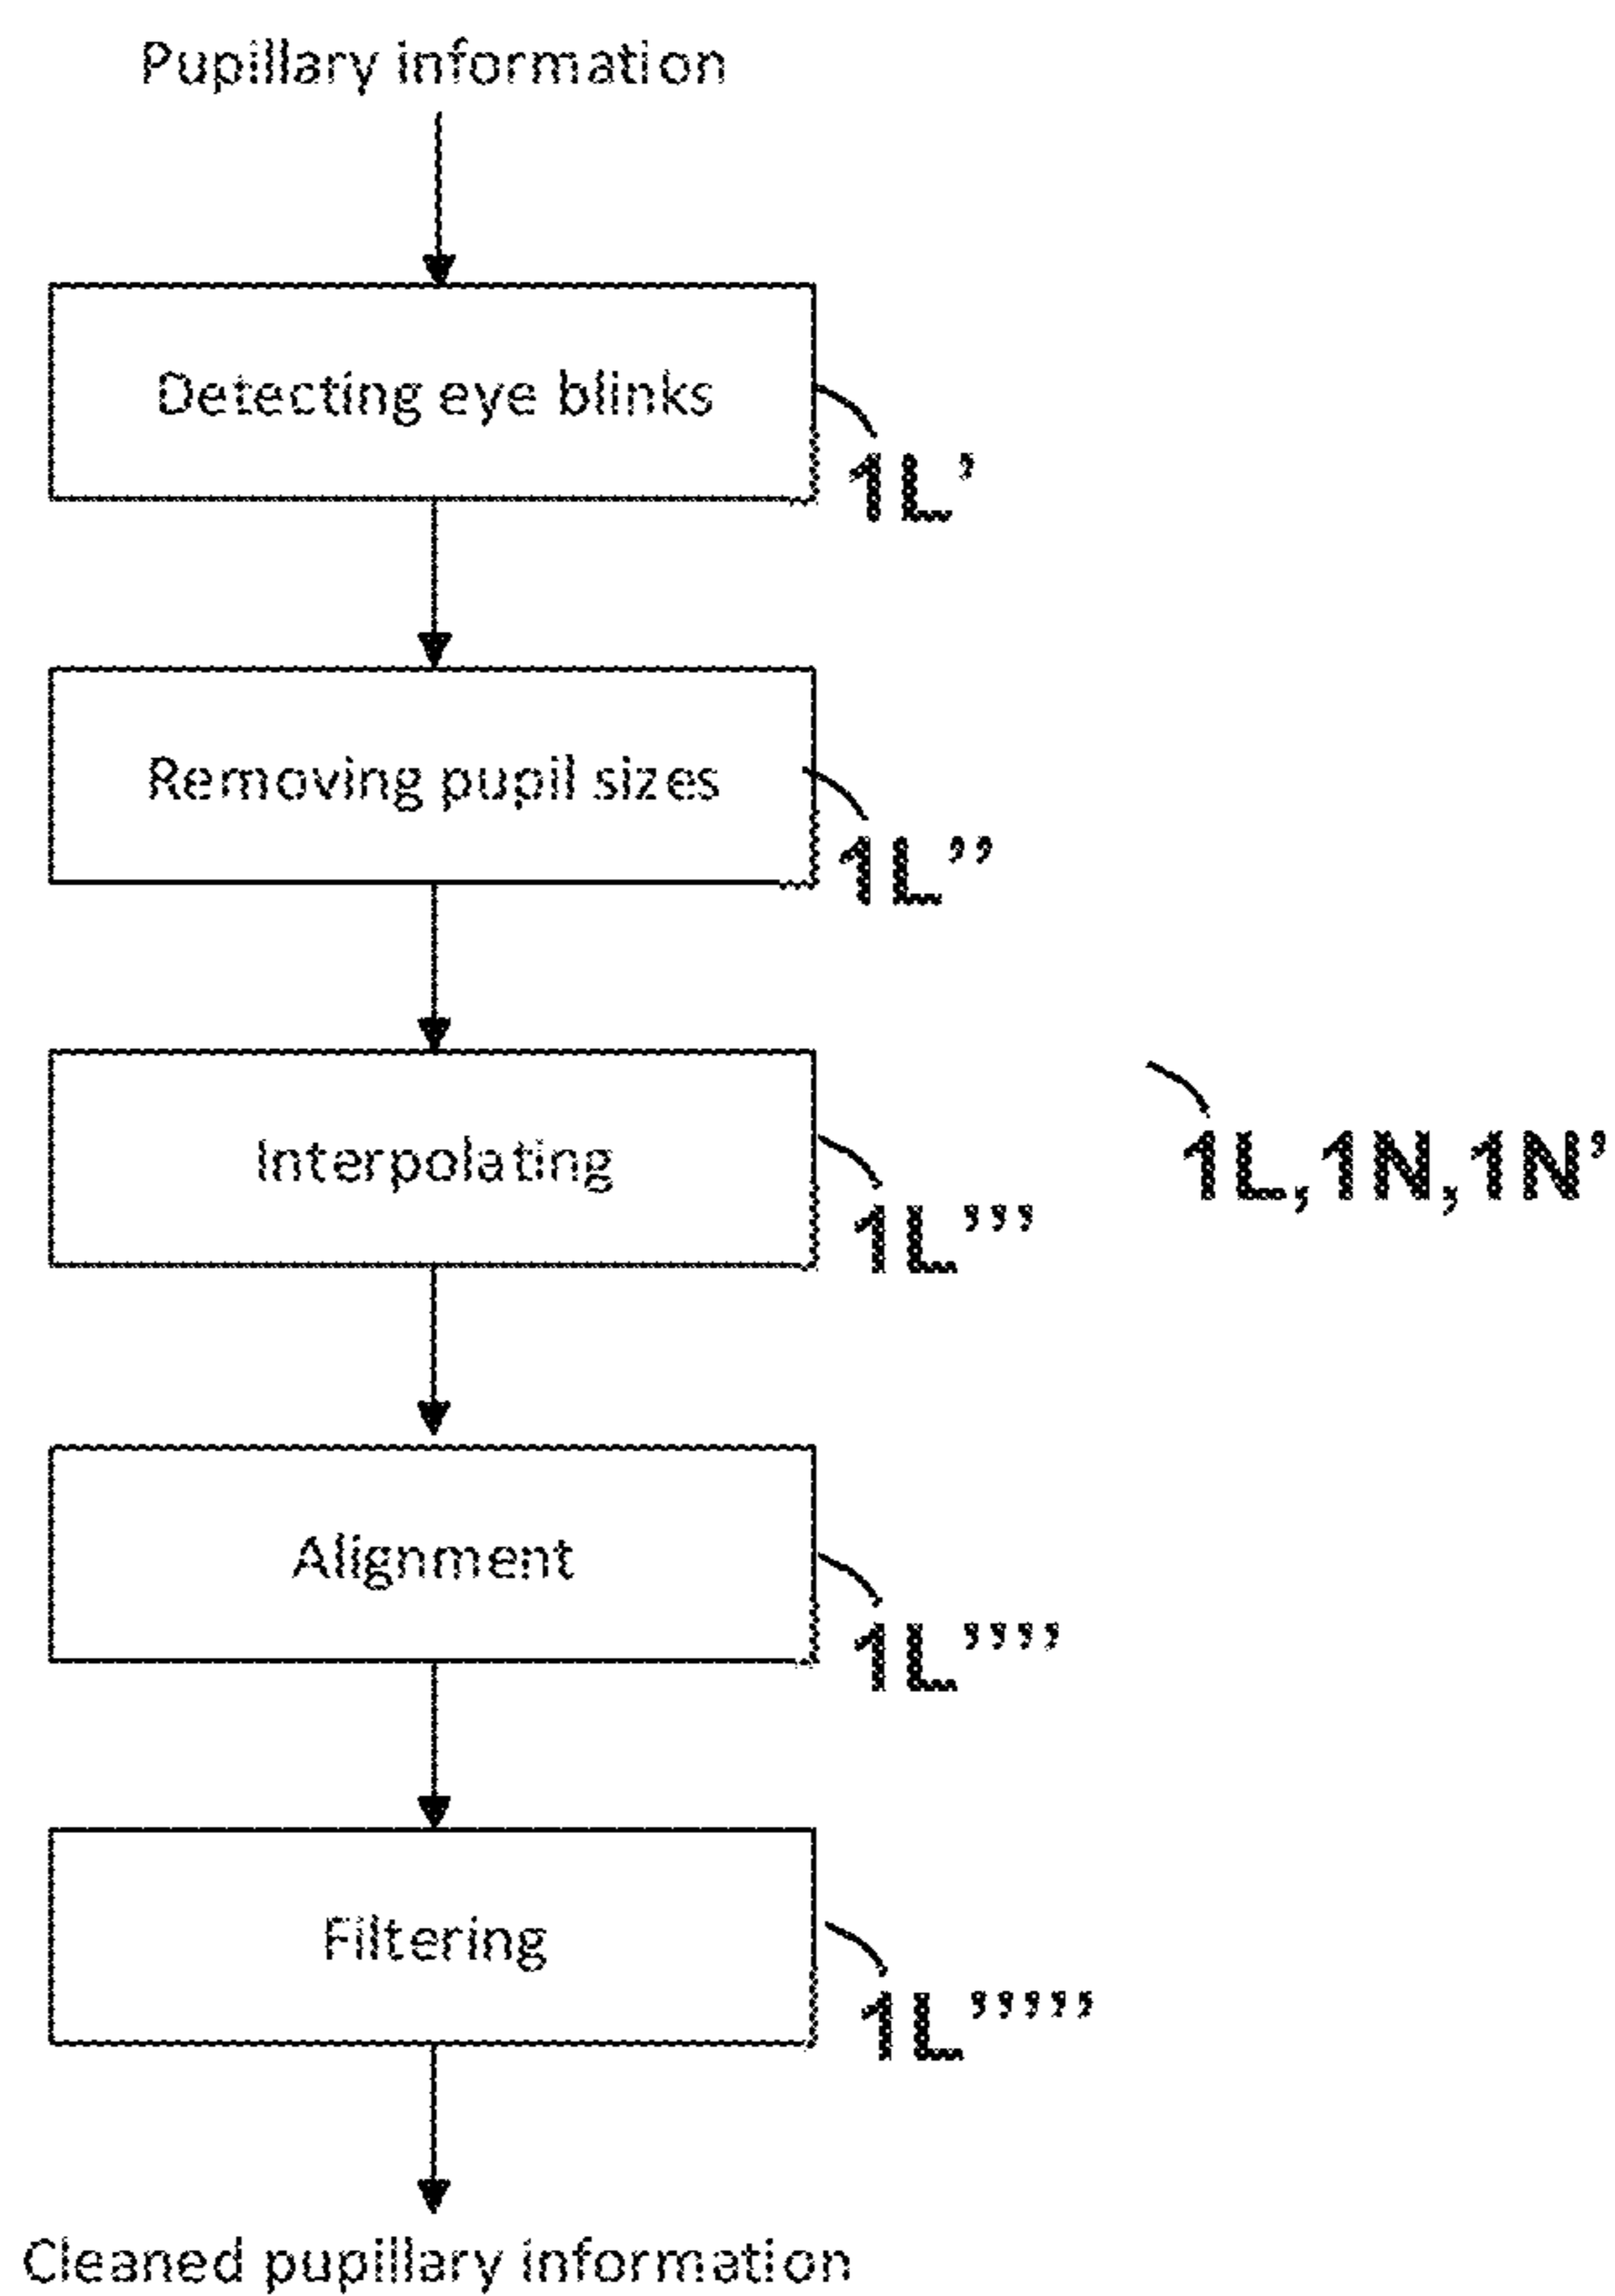 Pupillary information
Detecting eye blinks
1L’
Removing pupil sizes
1L’’
Interpolating
1L’’’
1L,1N,1N’
Alignment
1L’’’’
Filtering
1L’’’’’
Cleaned pupillary information